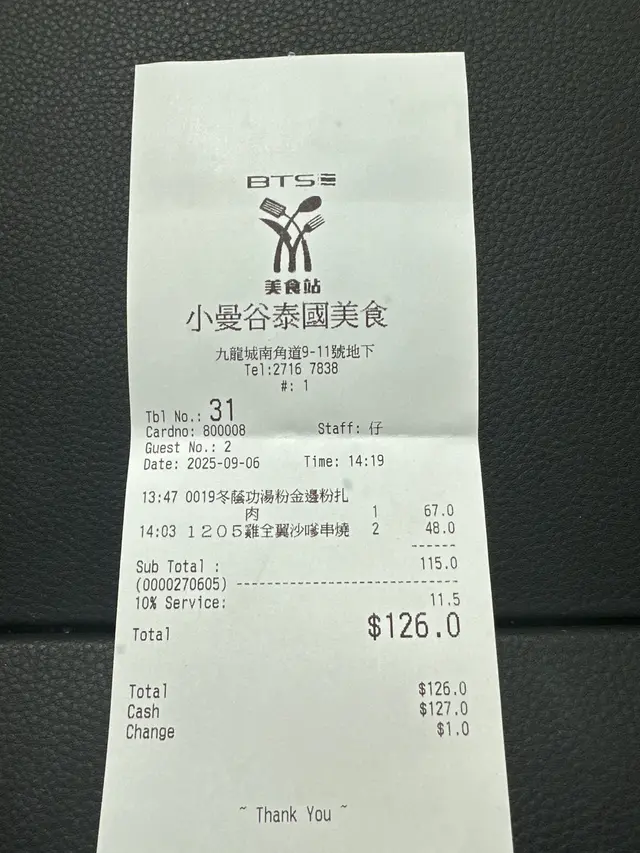 BTS
美食站
小曼谷泰國美食
九龍城南角道9-11號地下
Tel:2716 7838
#: 1
Tbl No.: 31
Cardno: 800008 Staff: 仔
Guest No.: 2
Date: 2025-09-06 Time: 14:19
13:47 0019冬蔭功湯粉金邊粉扎
肉 1 67.0
14:03 1205雞全翼沙嗲串燒 2 48.0
------
Sub Total : 115.0
(0000270605) ----------------------------
10% Service: 11.5
Total $126.0
Total $126.0
Cash $127.0
Change $1.0
~ Thank You ~